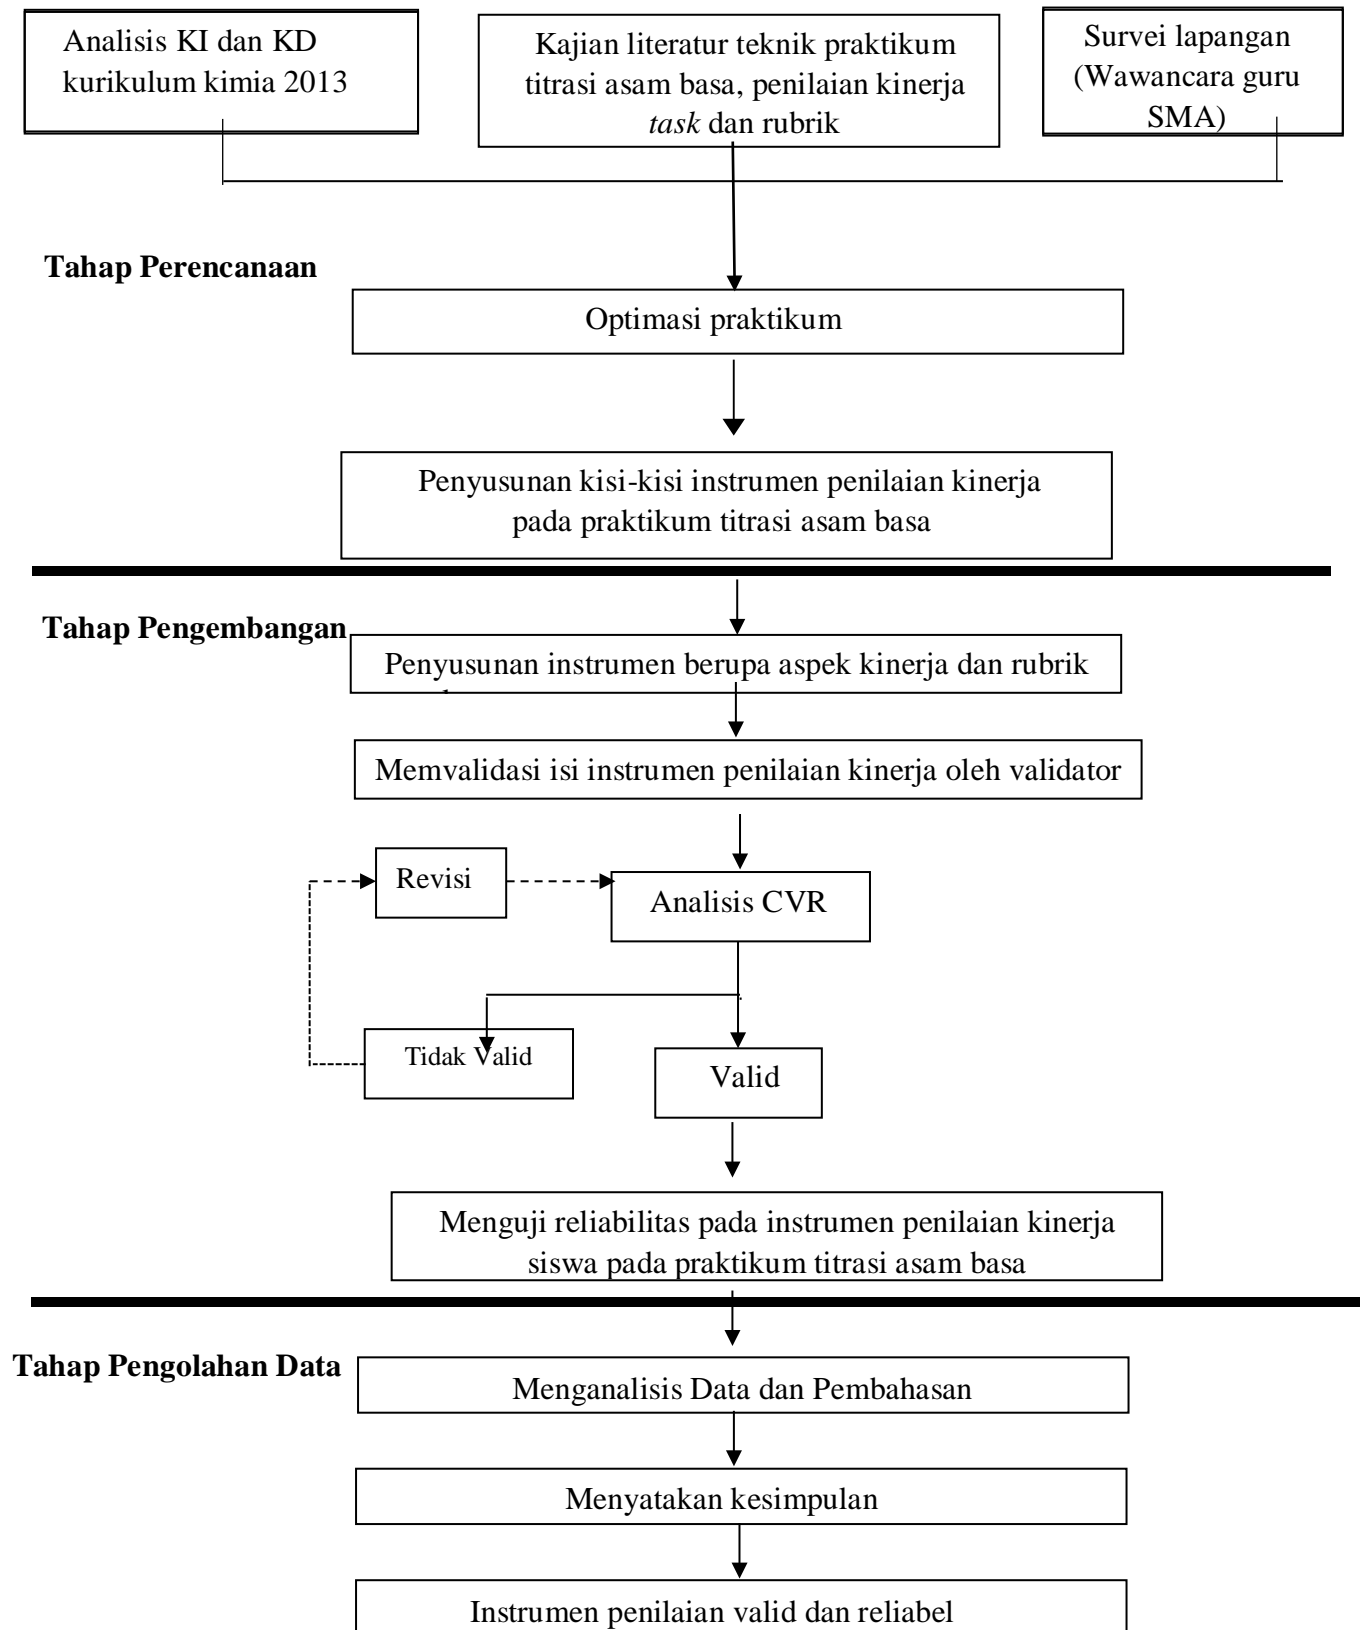 Analisis KI dan KD
kurikulum kimia 2013
Kajian literatur teknik praktikum
titrasi asam basa, penilaian kinerja
task dan rubrik
Survei lapangan
(Wawancara guru
SMA)
Tahap Perencanaan
Optimasi praktikum
Penyusunan kisi-kisi instrumen penilaian kinerja
pada praktikum titrasi asam basa
Tahap Pengembangan
Penyusunan instrumen berupa aspek kinerja dan rubrik
Memvalidasi isi instrumen penilaian kinerja oleh validator
Revisi
Analisis CVR
Tidak Valid
Valid
Menguji reliabilitas pada instrumen penilaian kinerja
siswa pada praktikum titrasi asam basa
Tahap Pengolahan Data
Menganalisis Data dan Pembahasan
Menyatakan kesimpulan
Instrumen penilaian valid dan reliabel